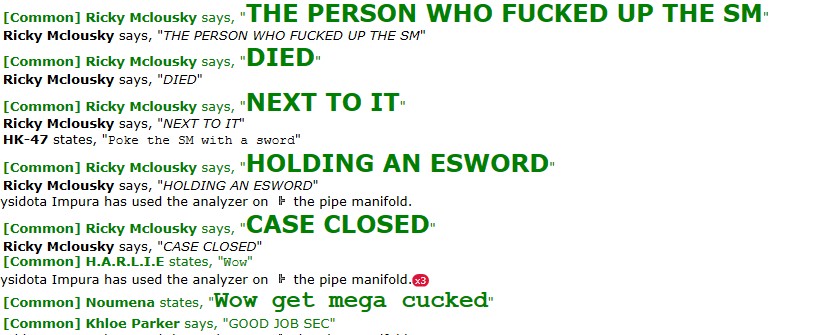 [Common] Ricky Mclousky says, "THE PERSON WHO FUCKED UP THE SM"
Ricky Mclousky says, "THE PERSON WHO FUCKED UP THE SM"
[Common] Ricky Mclousky says, "DIED"
Ricky Mclousky says, "DIED"
[Common] Ricky Mclousky says, "NEXT TO IT"
Ricky Mclousky says, "NEXT TO IT"
HK-47 states, "Poke the SM with a sword"
[Common] Ricky Mclousky says, "HOLDING AN ESWORD"
Ricky Mclousky says, "HOLDING AN ESWORD"
ysidota Impura has used the analyzer on the pipe manifold.
[Common] Ricky Mclousky says, "CASE CLOSED"
Ricky Mclousky says, "CASE CLOSED"
[Common] H.A.R.L.I.E states, "Wow"
ysidota Impura has used the analyzer on the pipe manifold. x3
[Common] Noumena states, "Wow get mega cucked"
[Common] Khloe Parker says, "GOOD JOB SEC"